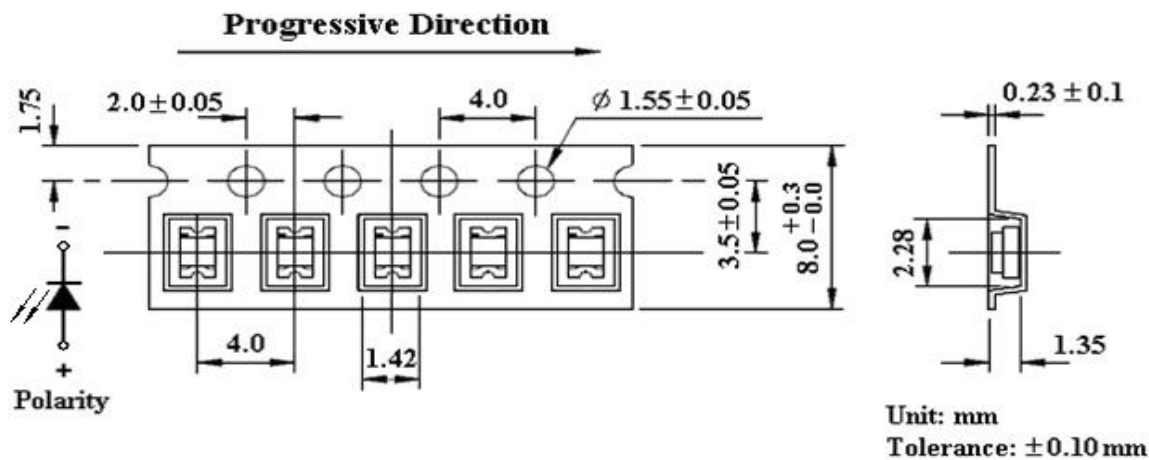 Progressive Direction
1.75
2.0±0.05
4.0
ϕ 1.55±0.05
0.23±0.1
3.5±0.05
8.0 +0.3 -0.0
2.28
-
+
Polarity
4.0
1.42
1.35
Unit: mm
Tolerance: ±0.10mm